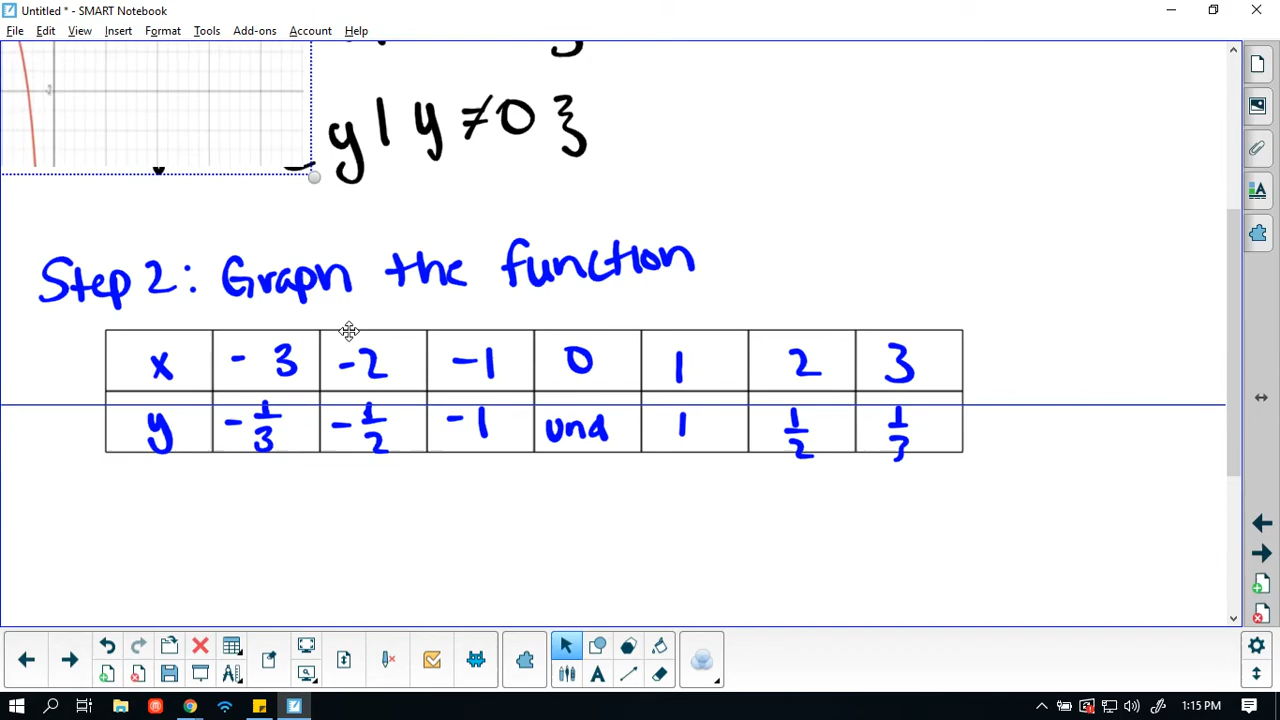 Untitled * - SMART Notebook
File Edit View Insert Format Tools Add-ons Account Help
y | y ≠ 0 }
Step 2: Graph the function
x -3 -2 -1 0 1 2 3
y -1/3 -1/2 -1 und 1 1/2 1/3
1:15 PM